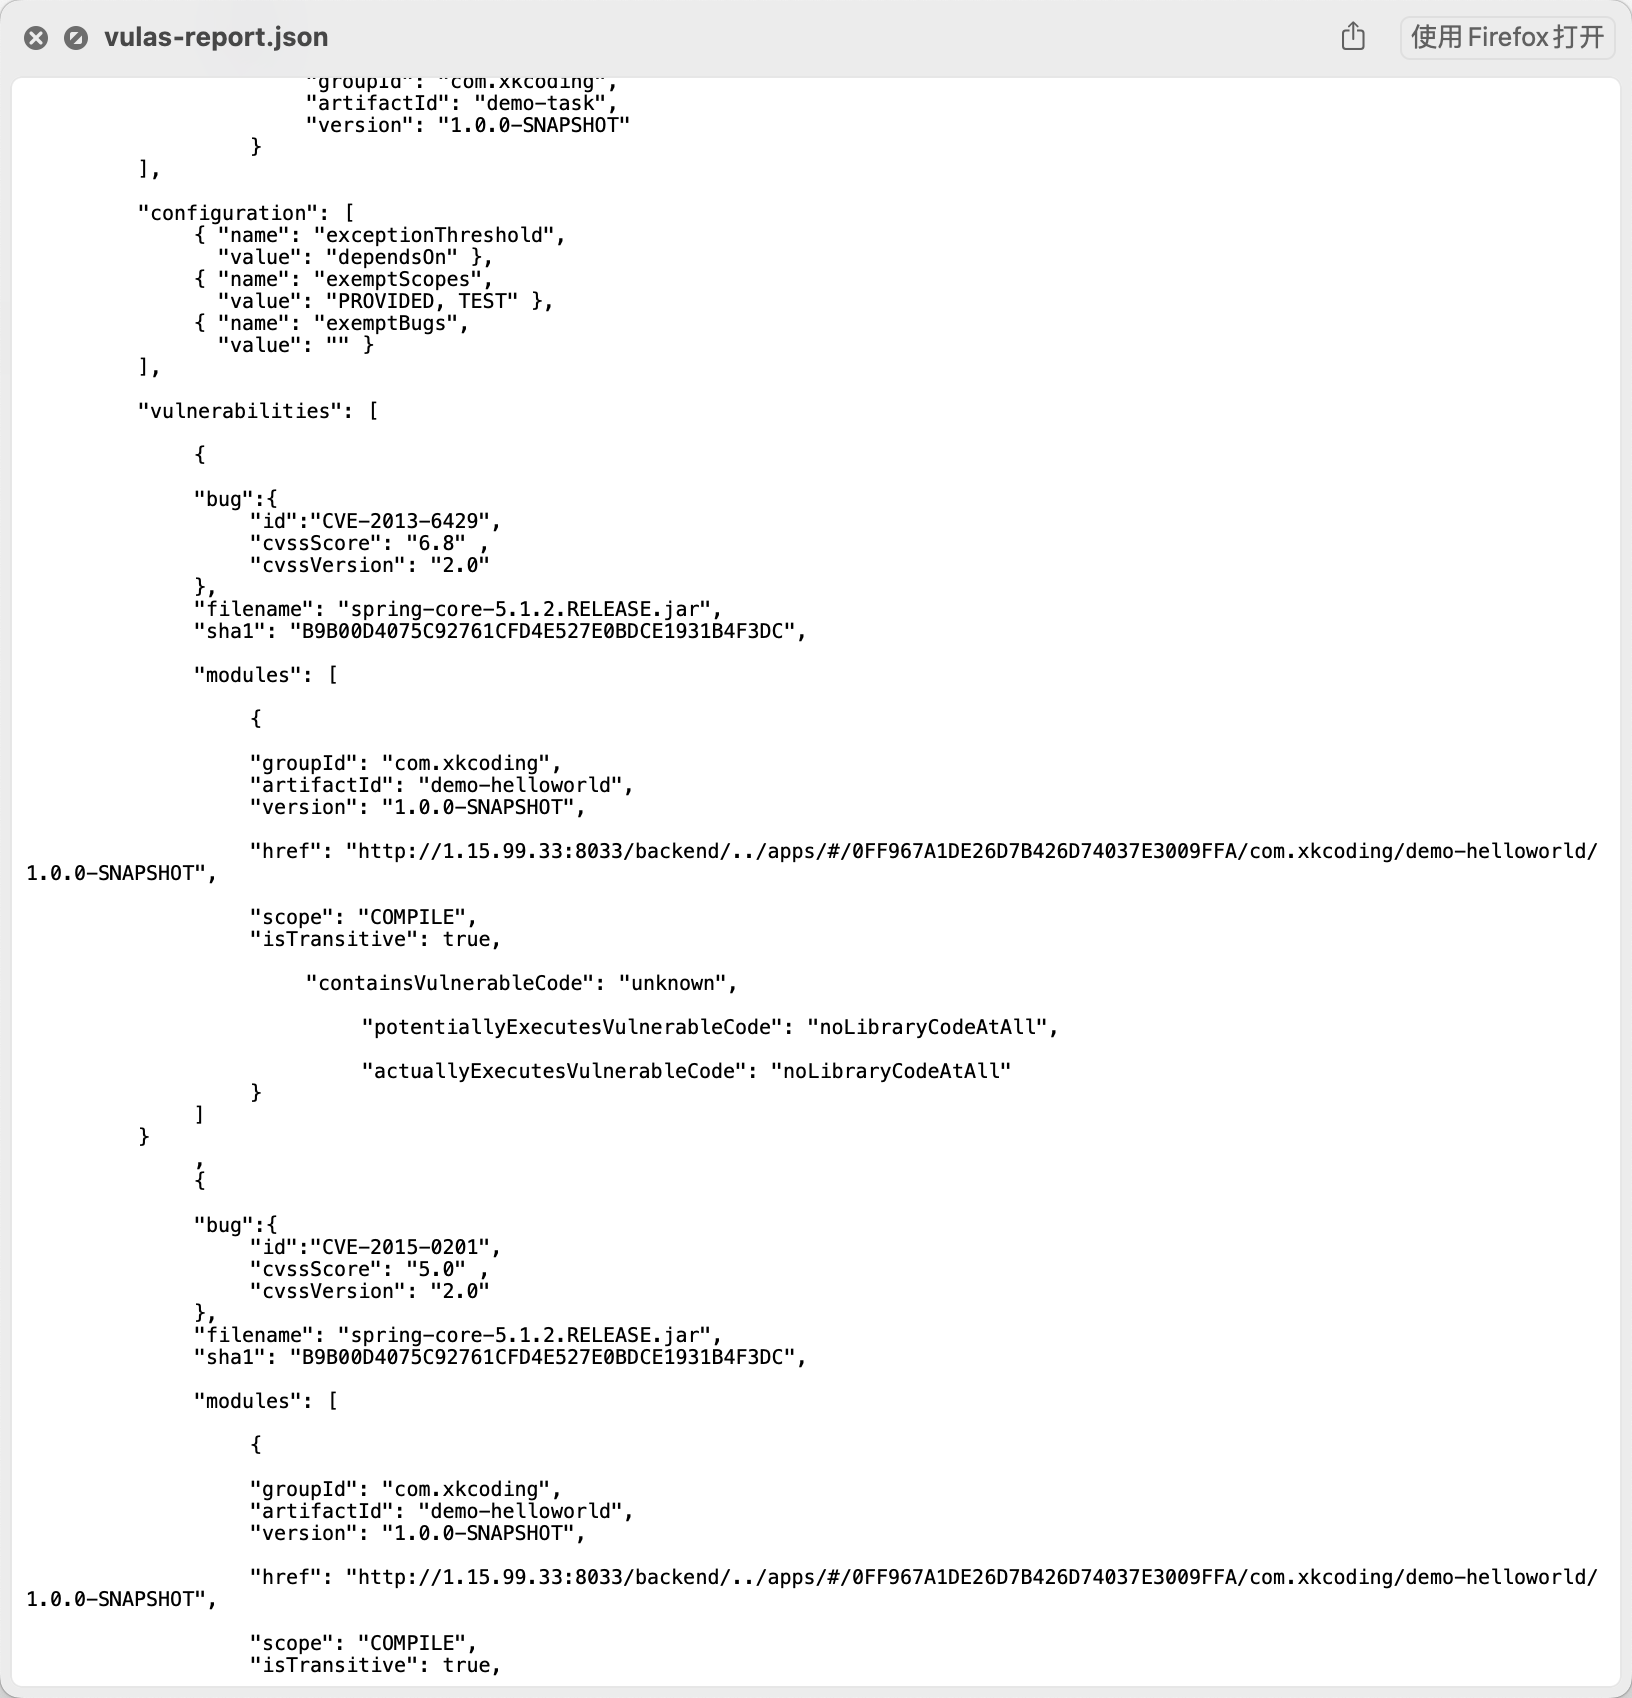 vulas-report.json
使用 Firefox 打开
"groupId": "com.xkcoding",
"artifactId": "demo-task",
"version": "1.0.0-SNAPSHOT"
}
],
"configuration": [
{ "name": "exceptionThreshold",
"value": "dependsOn" },
{ "name": "exemptScopes",
"value": "PROVIDED, TEST" },
{ "name": "exemptBugs",
"value": "" }
],
"vulnerabilities": [
{
"bug":{
"id":"CVE-2013-6429",
"cvssScore": "6.8" ,
"cvssVersion": "2.0"
},
"filename": "spring-core-5.1.2.RELEASE.jar",
"sha1": "B9B00D4075C92761CFD4E527E0BDCE1931B4F3DC",
"modules": [
{
"groupId": "com.xkcoding",
"artifactId": "demo-helloworld",
"version": "1.0.0-SNAPSHOT",
"href": "http://1.15.99.33:8033/backend/../apps/#/0FF967A1DE26D7B426D74037E3009FFA/com.xkcoding/demo-helloworld/
1.0.0-SNAPSHOT",
"scope": "COMPILE",
"isTransitive": true,
"containsVulnerableCode": "unknown",
"potentiallyExecutesVulnerableCode": "noLibraryCodeAtAll",
"actuallyExecutesVulnerableCode": "noLibraryCodeAtAll"
}
]
}
,
{
"bug":{
"id":"CVE-2015-0201",
"cvssScore": "5.0" ,
"cvssVersion": "2.0"
},
"filename": "spring-core-5.1.2.RELEASE.jar",
"sha1": "B9B00D4075C92761CFD4E527E0BDCE1931B4F3DC",
"modules": [
{
"groupId": "com.xkcoding",
"artifactId": "demo-helloworld",
"version": "1.0.0-SNAPSHOT",
"href": "http://1.15.99.33:8033/backend/../apps/#/0FF967A1DE26D7B426D74037E3009FFA/com.xkcoding/demo-helloworld/
1.0.0-SNAPSHOT",
"scope": "COMPILE",
"isTransitive": true,